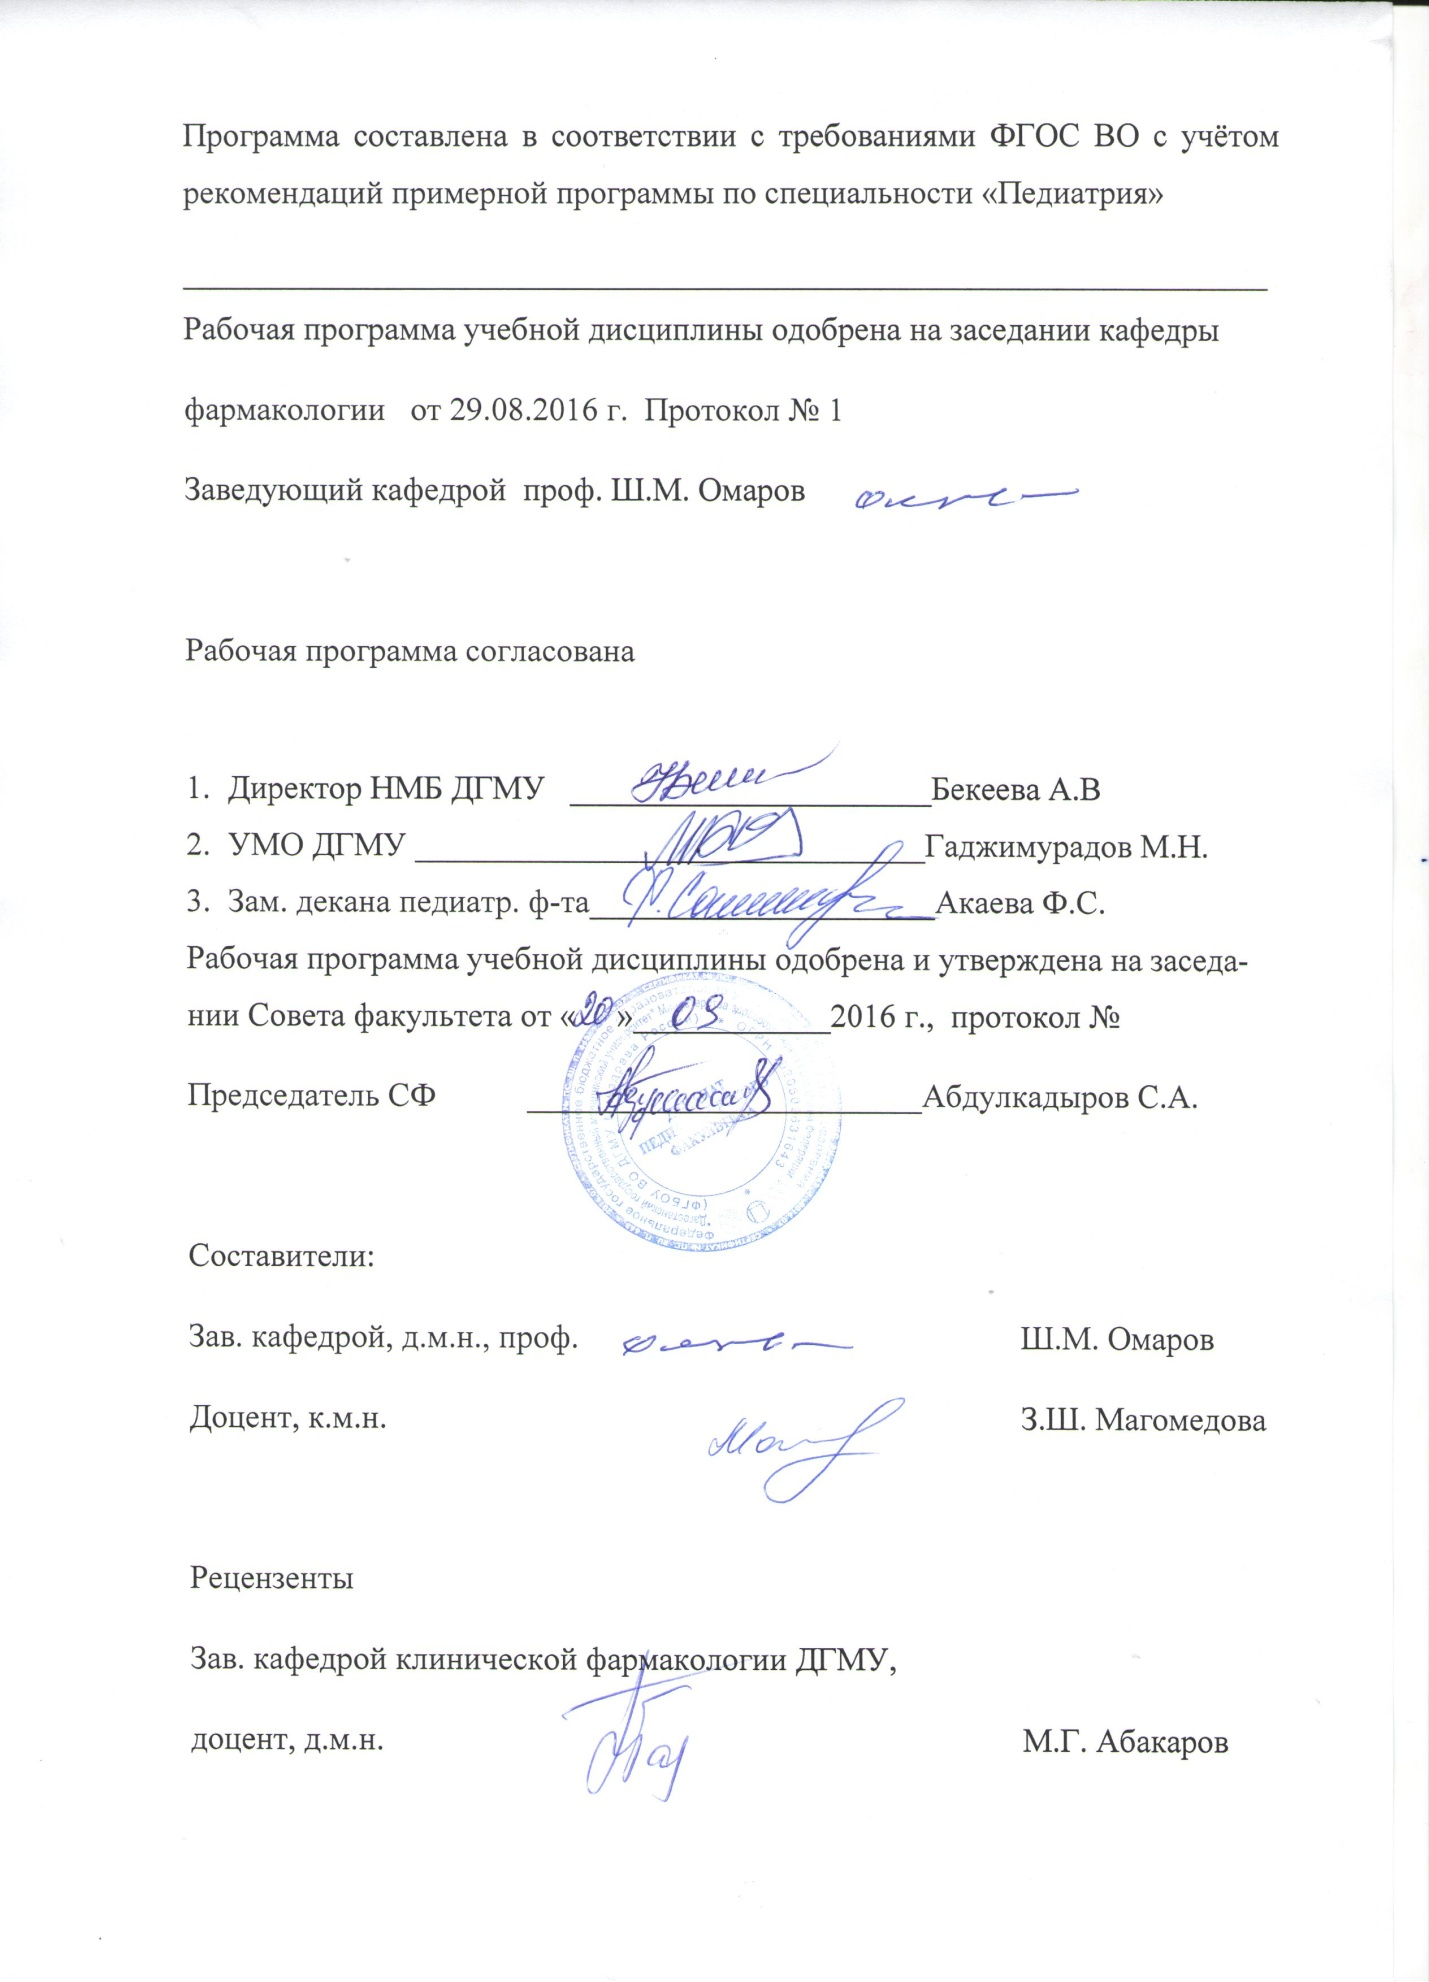 Программа составлена в соответствии с требованиями ФГОС ВО с учётом
рекомендаций примерной программы по специальности «Педиатрия»
Рабочая программа учебной дисциплины одобрена на заседании кафедры
фармакологии от 29.08.2016 г. Протокол № 1
Заведующий кафедрой проф. Ш.М. Омаров
Рабочая программа согласована
1. Директор НМБ ДГМУ Бекеева А.В
2. УМО ДГМУ Гаджимурадов М.Н.
3. Зам. декана педиатр. ф-та Акаева Ф.С.
Рабочая программа учебной дисциплины одобрена и утверждена на заседа-
нии Совета факультета от «20» 09 2016 г., протокол №
Председатель СФ Абдулкадыров С.А.
Составители:
Зав. кафедрой, д.м.н., проф. Ш.М. Омаров
Доцент, к.м.н. З.Ш. Магомедова
Рецензенты
Зав. кафедрой клинической фармакологии ДГМУ,
доцент, д.м.н. М.Г. Абакаров